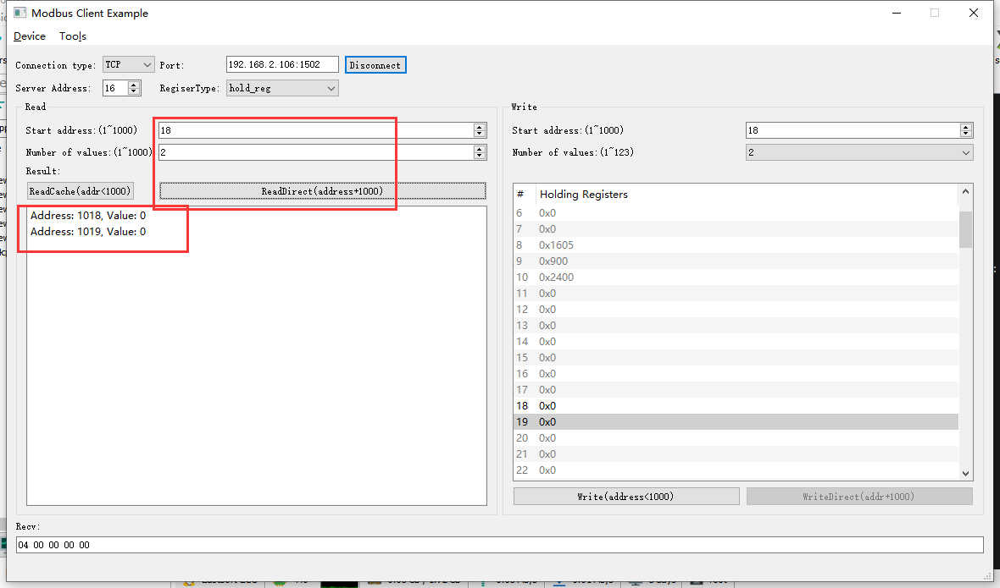 Modbus Client Example
Device Tools
Connection type: TCP Port: 192.168.2.106:1502 Disconnect
Server Address: 16 RegiserType: hold_reg
Read
Start address:(1~1000) 18
Number of values:(1~1000) 2
Result:
ReadCache(addr<1000) ReadDirect(address+1000)
Address: 1018, Value: 0
Address: 1019, Value: 0
Write
Start address:(1~1000) 18
Number of values:(1~123) 2
# Holding Registers
6 0x0
7 0x0
8 0x1605
9 0x900
10 0x2400
11 0x0
12 0x0
13 0x0
14 0x0
15 0x0
16 0x0
17 0x0
18 0x0
19 0x0
20 0x0
21 0x0
22 0x0
Write(address<1000) WriteDirect(addr+1000)
Recv:
04 00 00 00 00